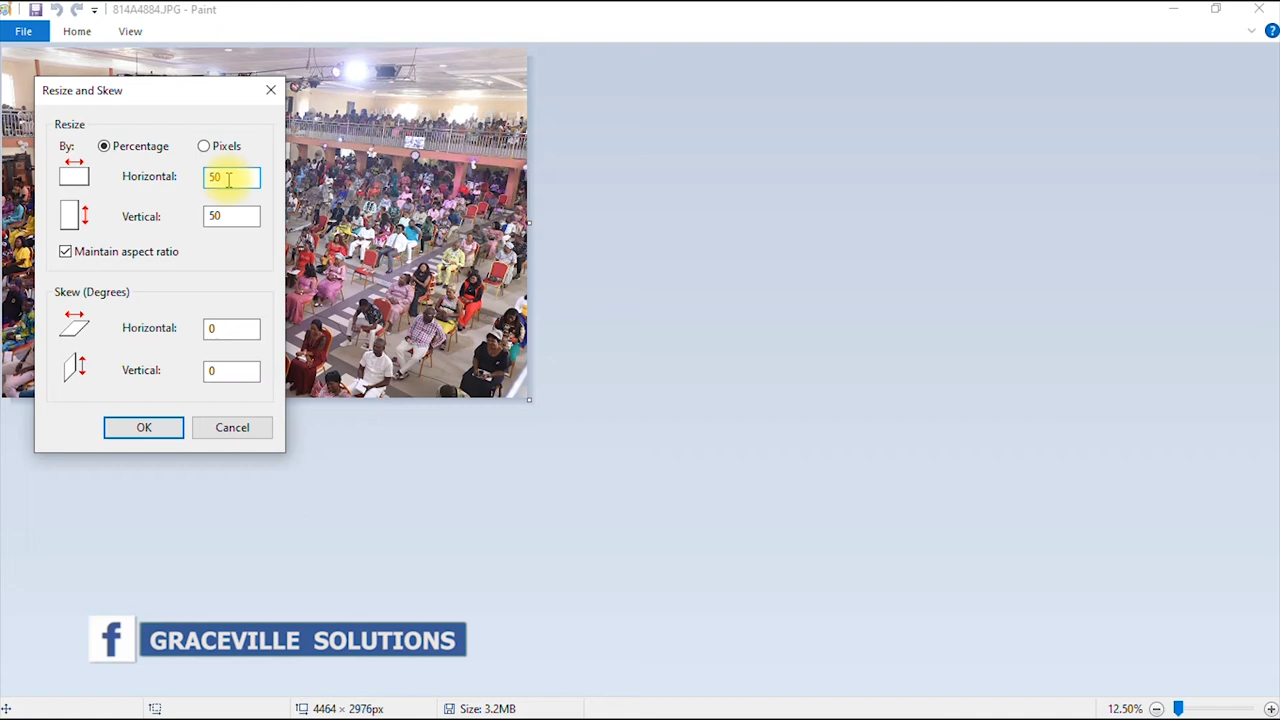 814A4884.JPG - Paint
File Home View
Resize and Skew
Resize
By: Percentage Pixels
Horizontal: 50
Vertical: 50
Maintain aspect ratio
Skew (Degrees)
Horizontal: 0
Vertical: 0
OK Cancel
f GRACEVILLE SOLUTIONS
4464 × 2976px Size: 3.2MB 12.50%